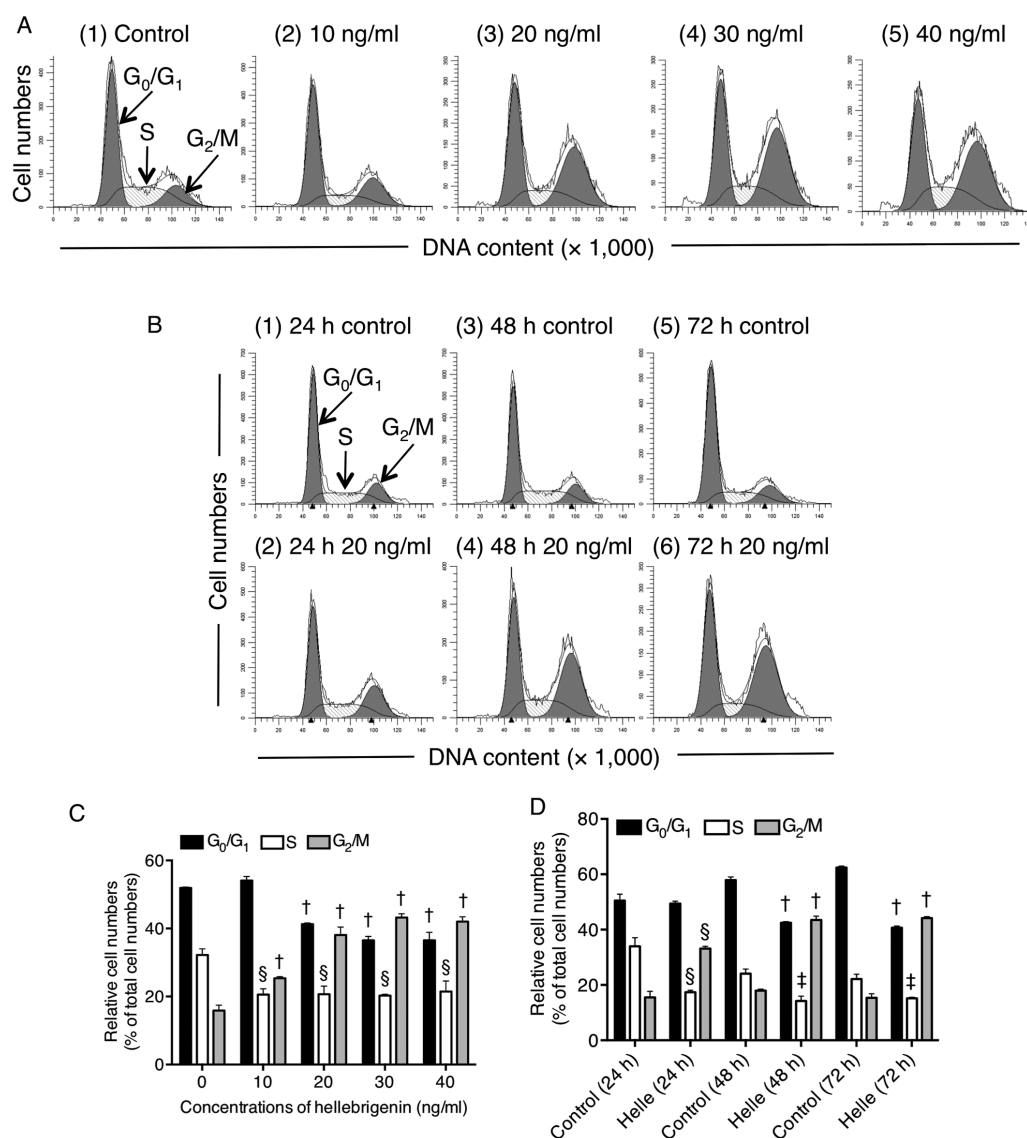 A
(1) Control
(2) 10 ng/ml
(3) 20 ng/ml
(4) 30 ng/ml
(5) 40 ng/ml
Cell numbers
G₀/G₁
S
G₂/M
DNA content (× 1,000)
B
(1) 24 h control
(3) 48 h control
(5) 72 h control
G₀/G₁
S
G₂/M
Cell numbers
(2) 24 h 20 ng/ml
(4) 48 h 20 ng/ml
(6) 72 h 20 ng/ml
DNA content (× 1,000)
C
G₀/G₁ S G₂/M
Relative cell numbers
(% of total cell numbers)
60
40
20
0
§ † † § † † § † † § †
0 10 20 30 40
Concentrations of hellebrigenin (ng/ml)
D
G₀/G₁ S G₂/M
Relative cell numbers
(% of total cell numbers)
80
60
40
20
0
§ § † ‡ † † ‡ †
Control (24 h)
Helle (24 h)
Control (48 h)
Helle (48 h)
Control (72 h)
Helle (72 h)